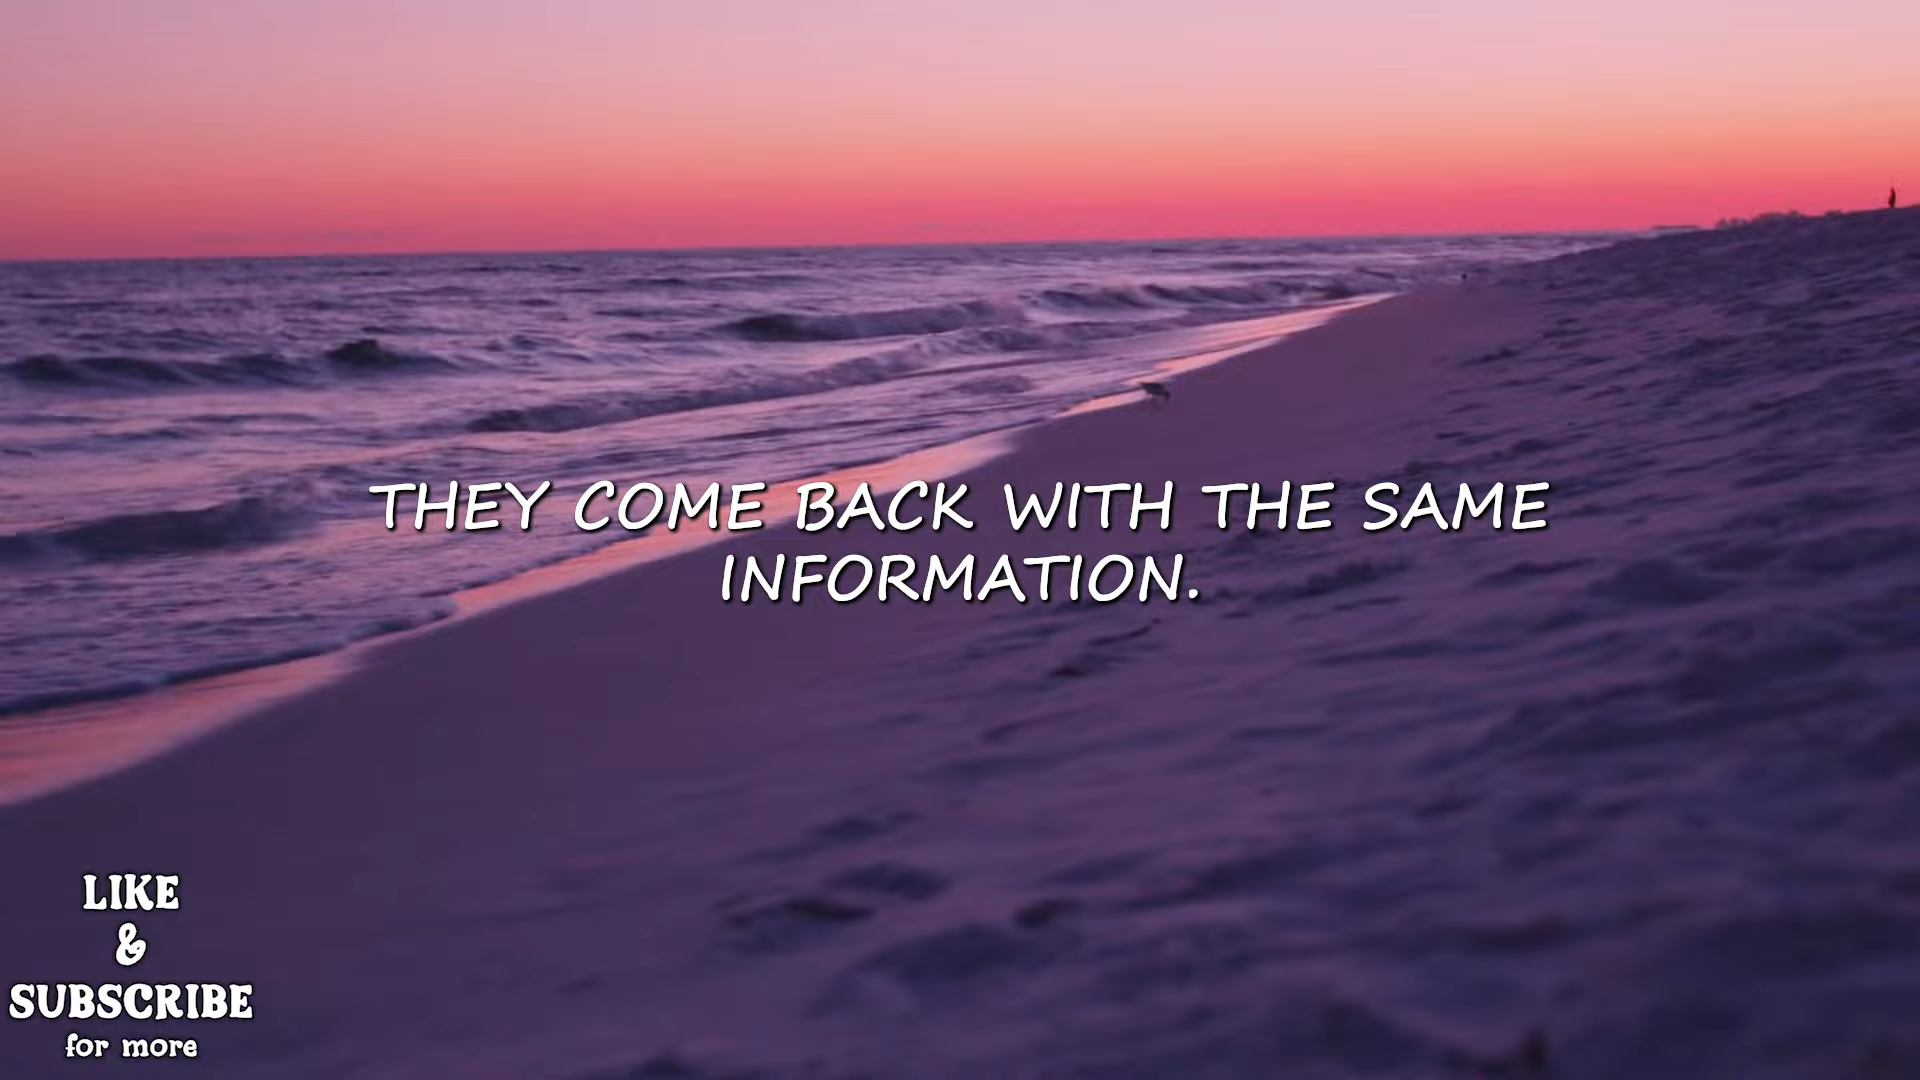 THEY COME BACK WITH THE SAME
INFORMATION.
LIKE
&
SUBSCRIBE
for more